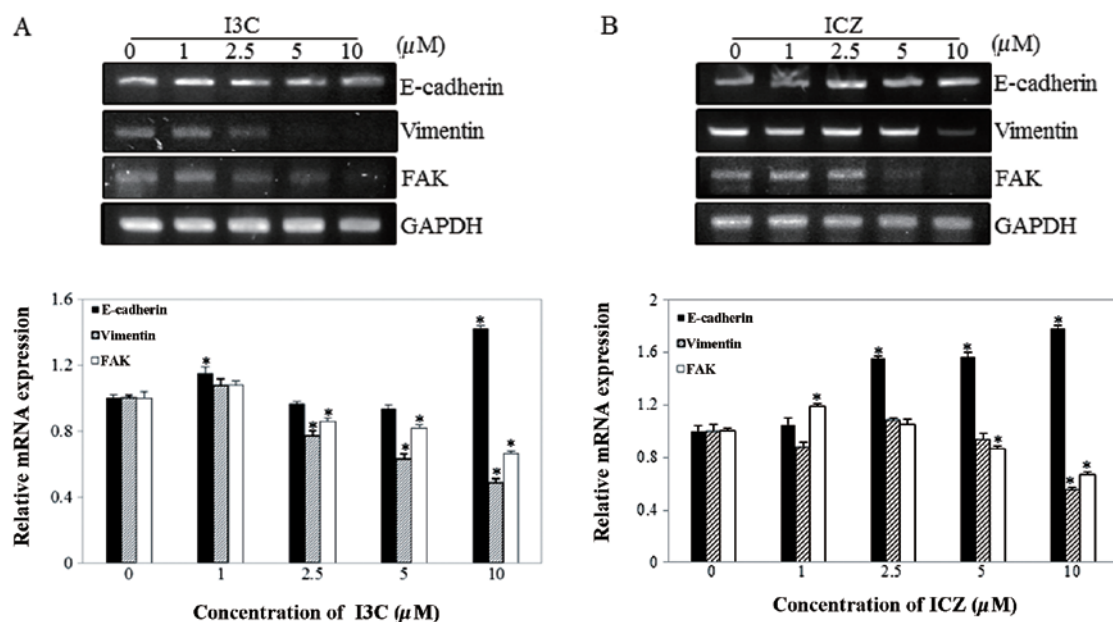 A
I3C
0 1 2.5 5 10 (μM)
E-cadherin
Vimentin
FAK
GAPDH
1.6
1.2
0.8
0.4
0
Relative mRNA expression
E-cadherin
Vimentin
FAK
* * * * * * * *
0 1 2.5 5 10
Concentration of I3C (μM)
B
ICZ
0 1 2.5 5 10 (μM)
E-cadherin
Vimentin
FAK
GAPDH
2
1.6
1.2
0.8
0.4
0
Relative mRNA expression
E-cadherin
Vimentin
FAK
* * * * * * *
0 1 2.5 5 10
Concentration of ICZ (μM)